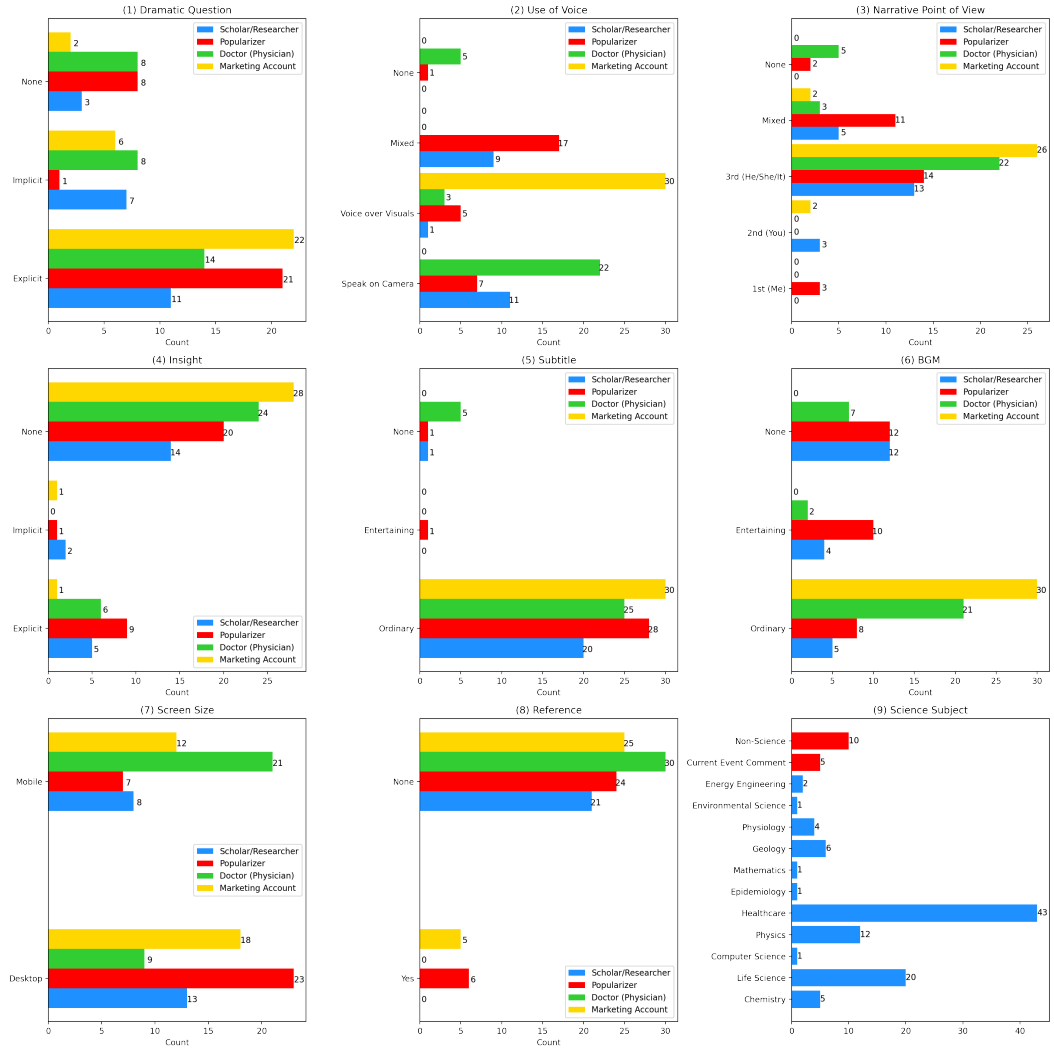 (1) Dramatic Question
Scholar/Researcher
Popularizer
Doctor (Physician)
Marketing Account
None
Implicit
Explicit
2
8
8
3
6
8
1
7
22
14
21
11
0 5 10 15 20
Count
(2) Use of Voice
Scholar/Researcher
Popularizer
Doctor (Physician)
Marketing Account
None
Mixed
Voice over Visuals
Speak on Camera
0
5
1
0
0
17
9
30
3
5
1
0
22
7
11
0 5 10 15 20 25 30
Count
(3) Narrative Point of View
Scholar/Researcher
Popularizer
Doctor (Physician)
Marketing Account
None
Mixed
3rd (He/She/It)
2nd (You)
1st (Me)
0
5
2
0
2
3
11
5
26
22
14
13
2
0
0
3
0
0
3
0
0 5 10 15 20 25
Count
(4) Insight
None
Implicit
Explicit
28
24
20
14
1
0
1
2
1
6
9
5
Scholar/Researcher
Popularizer
Doctor (Physician)
Marketing Account
0 5 10 15 20 25
Count
(5) Subtitle
Scholar/Researcher
Popularizer
Doctor (Physician)
Marketing Account
None
Entertaining
Ordinary
0
5
1
1
0
1
0
30
25
28
20
0 5 10 15 20 25 30
Count
(6) BGM
Scholar/Researcher
Popularizer
Doctor (Physician)
Marketing Account
None
Entertaining
Ordinary
0
7
12
12
0
2
10
4
30
21
8
5
0 5 10 15 20 25 30
Count
(7) Screen Size
Mobile
Desktop
12
21
7
8
Scholar/Researcher
Popularizer
Doctor (Physician)
Marketing Account
18
9
23
13
0 5 10 15 20
Count
(8) Reference
None
Yes
25
30
24
21
5
0
6
0
Scholar/Researcher
Popularizer
Doctor (Physician)
Marketing Account
0 5 10 15 20 25 30
Count
(9) Science Subject
Non-Science 10
Current Event Comment 5
Energy Engineering 2
Environmental Science 1
Physiology 4
Geology 6
Mathematics 1
Epidemiology 1
Healthcare 43
Physics 12
Computer Science 1
Life Science 20
Chemistry 5
0 10 20 30 40
Count